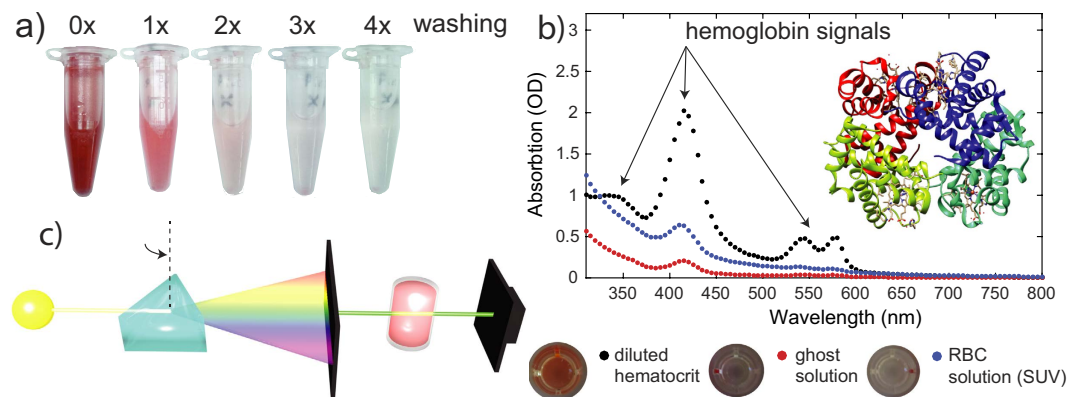 a) 0x 1x 2x 3x 4x washing
b) hemoglobin signals
3
2.5
2
1.5
1
0.5
0
Absorbtion (OD)
350 400 450 500 550 600 650 700 750 800
Wavelength (nm)
diluted hematocrit
ghost solution
RBC solution (SUV)
c)